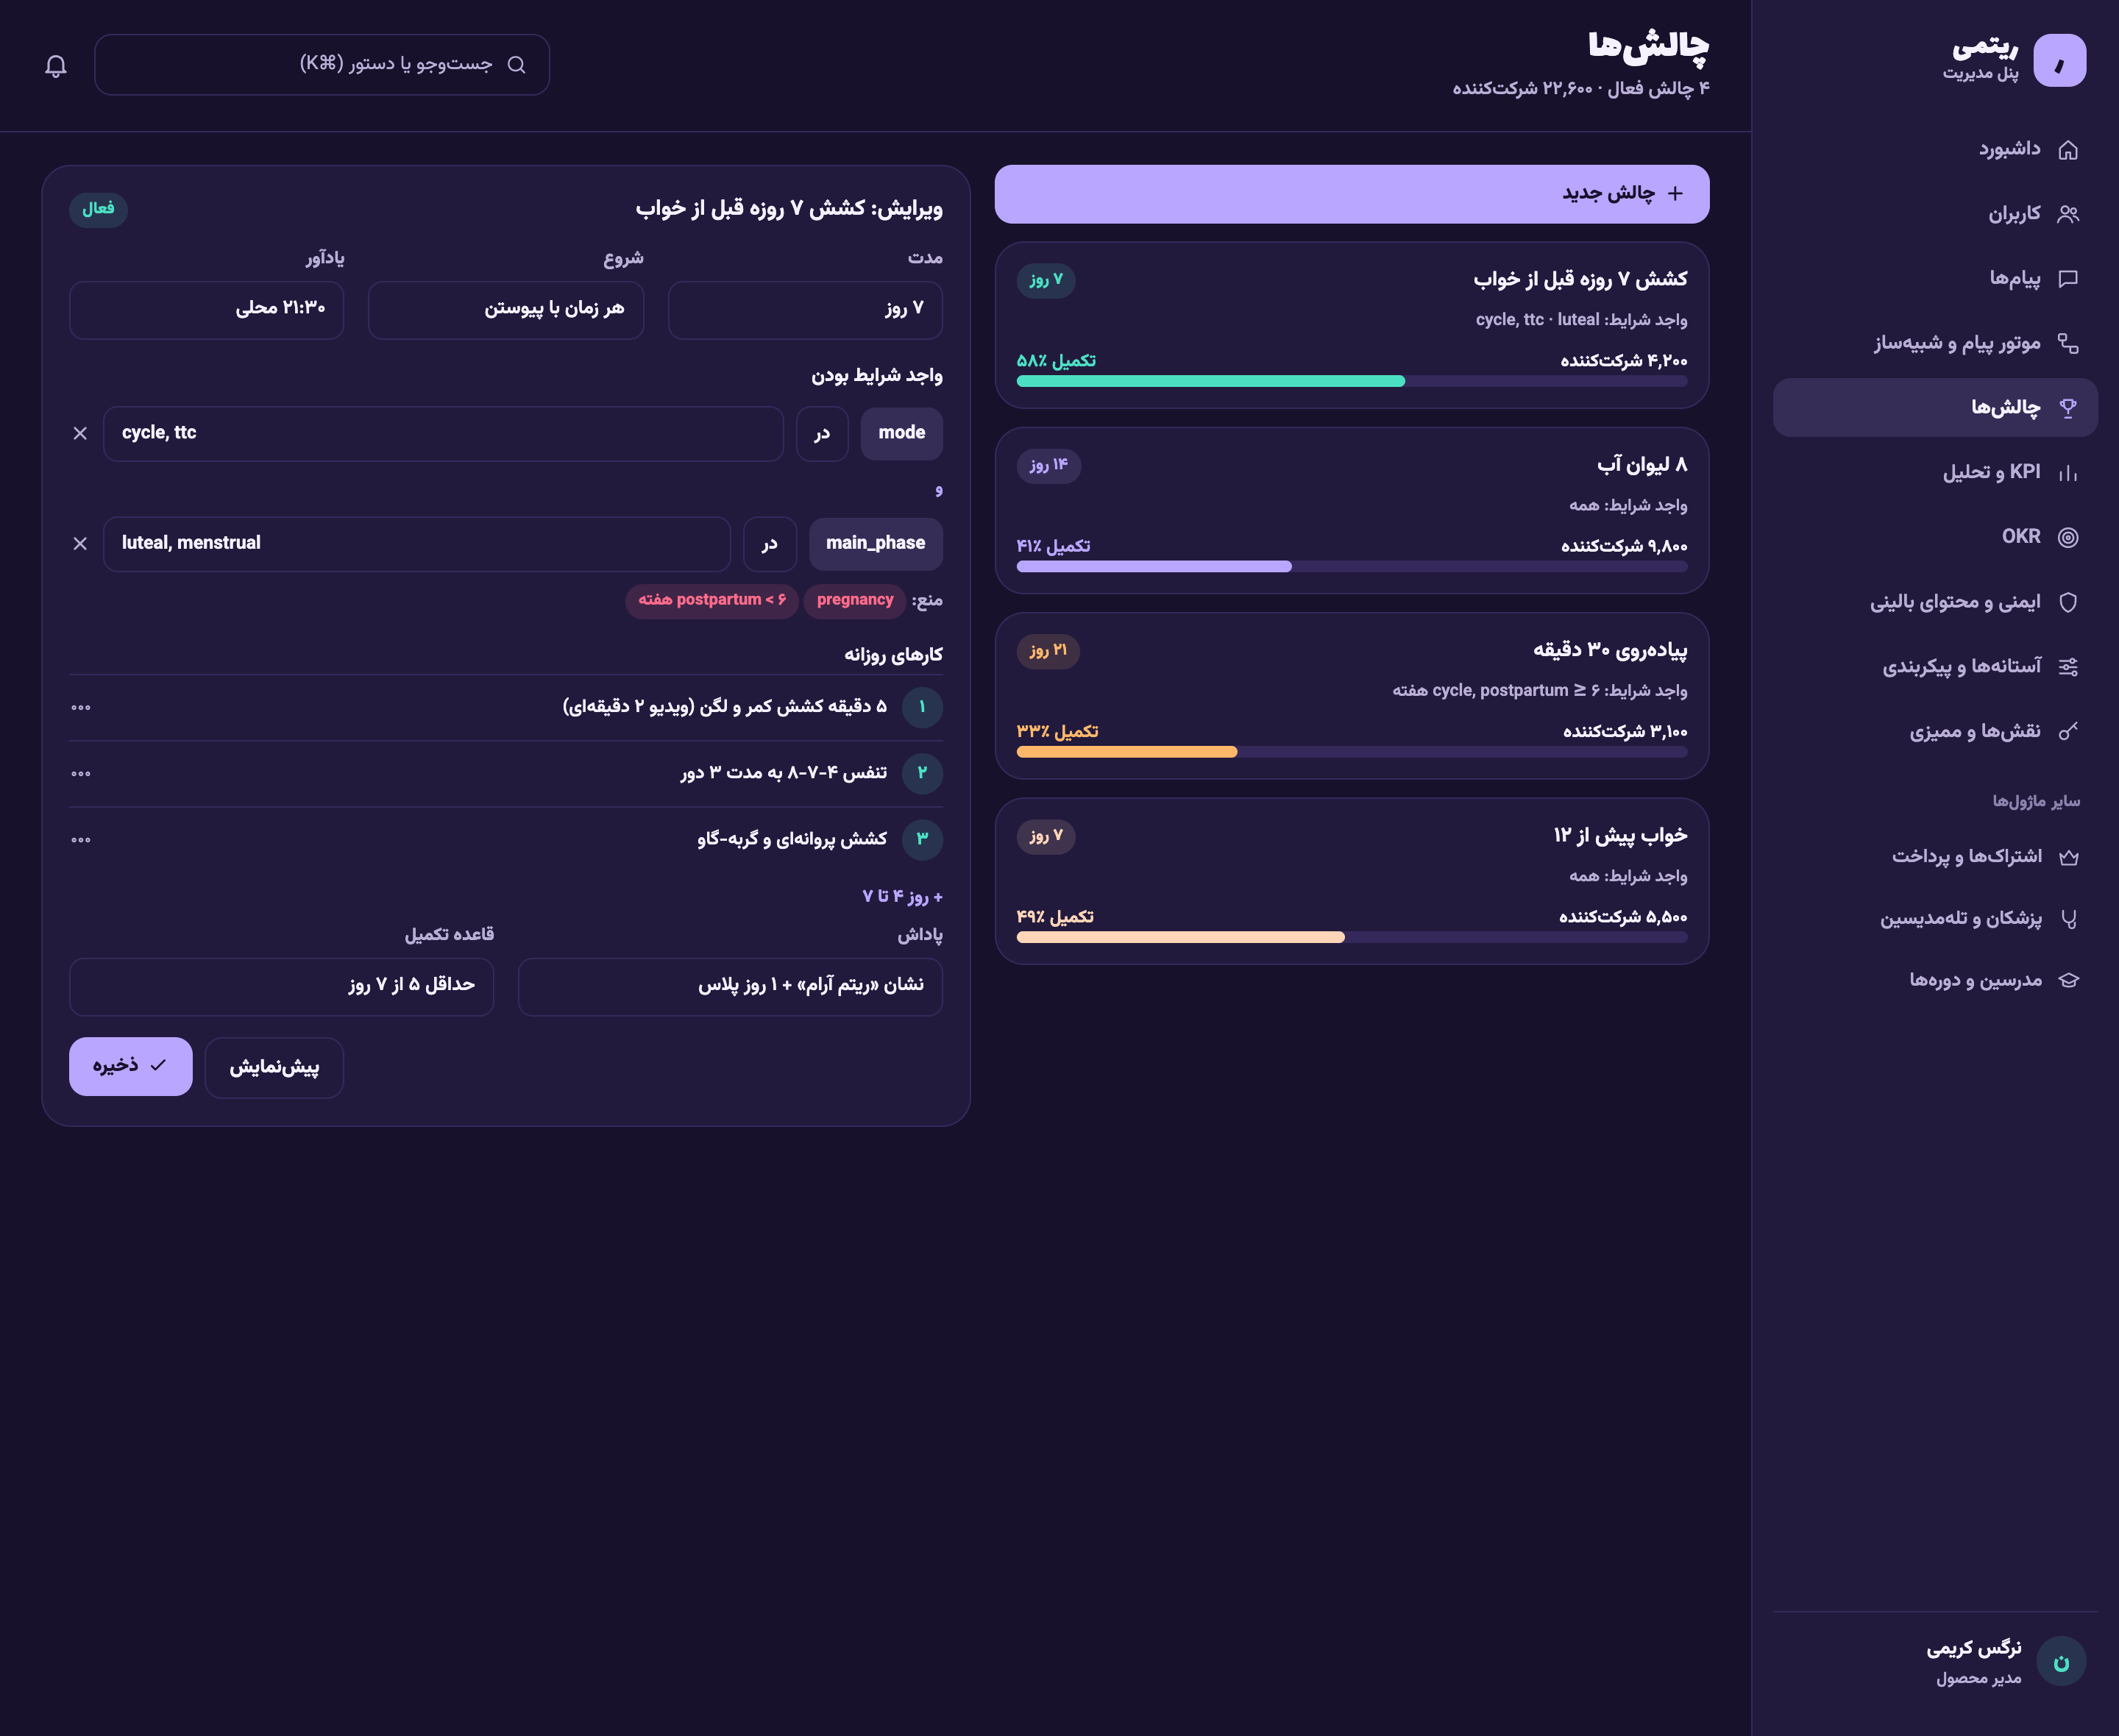 ر
ریتمی
پنل مدیریت
داشبورد
کاربران
پیام‌ها
موتور پیام و شبیه‌ساز
چالش‌ها
KPI و تحلیل
OKR
ایمنی و محتوای بالینی
آستانه‌ها و پیکربندی
نقش‌ها و ممیزی
سایر ماژول‌ها
اشتراک‌ها و پرداخت
پزشکان و تله‌مدیسین
مدرسین و دوره‌ها
ن
نرگس کریمی
مدیر محصول
چالش‌ها
۴ چالش فعال · ۲۲,۶۰۰ شرکت‌کننده
جست‌وجو یا دستور (⌘K)
+ چالش جدید
کشش ۷ روزه قبل از خواب
۷ روز
واجد شرایط: cycle, ttc · luteal
۴,۲۰۰ شرکت‌کننده
تکمیل ۵۸٪
۸ لیوان آب
۱۴ روز
واجد شرایط: همه
۹,۸۰۰ شرکت‌کننده
تکمیل ۴۱٪
پیاده‌روی ۳۰ دقیقه
۲۱ روز
واجد شرایط: cycle, postpartum ≥ ۶ هفته
۳,۱۰۰ شرکت‌کننده
تکمیل ۳۳٪
خواب پیش از ۱۲
۷ روز
واجد شرایط: همه
۵,۵۰۰ شرکت‌کننده
تکمیل ۴۹٪
ویرایش: کشش ۷ روزه قبل از خواب
فعال
مدت
شروع
یادآور
۷ روز
هر زمان با پیوستن
۲۱:۳۰ محلی
واجد شرایط بودن
mode
در
cycle, ttc
و
main_phase
در
luteal, menstrual
منع: pregnancy postpartum < ۶ هفته
کارهای روزانه
۱ ۵ دقیقه کشش کمر و لگن (ویدیو ۲ دقیقه‌ای)
۲ تنفس ۴-۷-۸ به مدت ۳ دور
۳ کشش پروانه‌ای و گربه-گاو
+ روز ۴ تا ۷
پاداش
قاعده تکمیل
نشان «ریتم آرام» + ۱ روز پلاس
حداقل ۵ از ۷ روز
پیش‌نمایش
ذخیره